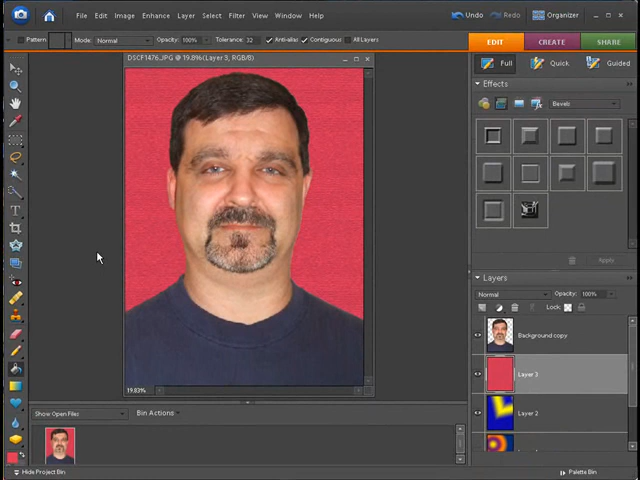 File Edit Image Enhance Layer Select Filter View Window Help Undo Redo Organizer
Pattern Mode: Normal Opacity: 100% Tolerance: 32 Anti-alias Contiguous All Layers EDIT CREATE SHARE
DSCF1476.JPG @ 19.8%(Layer 3, RGB/8)
Full Quick Guided
Effects
Bevels
Apply
Layers
Normal Opacity: 100%
Lock:
Background copy
Layer 3
Layer 2
19.83%
Show Open Files Bin Actions
Hide Project Bin Palette Bin